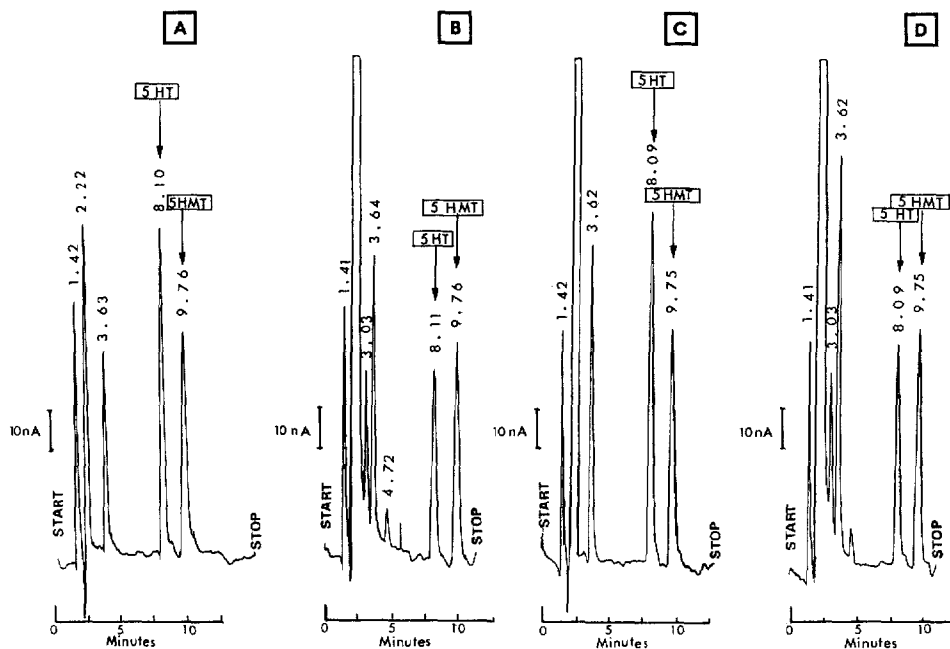 A
5 HT
1.42
2.22
3.63
8.10
5HMT
9.76
10nA
START
STOP
0
5
10
Minutes
B
5 HMT
5 HT
1.41
3.03
3.64
4.72
8.11
9.76
10 nA
START
STOP
0
5
10
Minutes
C
5 HT
1.42
3.62
8.09
5HMT
9.75
10nA
START
STOP
0
5
10
Minutes
D
5 HMT
5 HT
1.41
3.03
3.62
8.09
9.75
10nA
START
STOP
0
5
10
Minutes